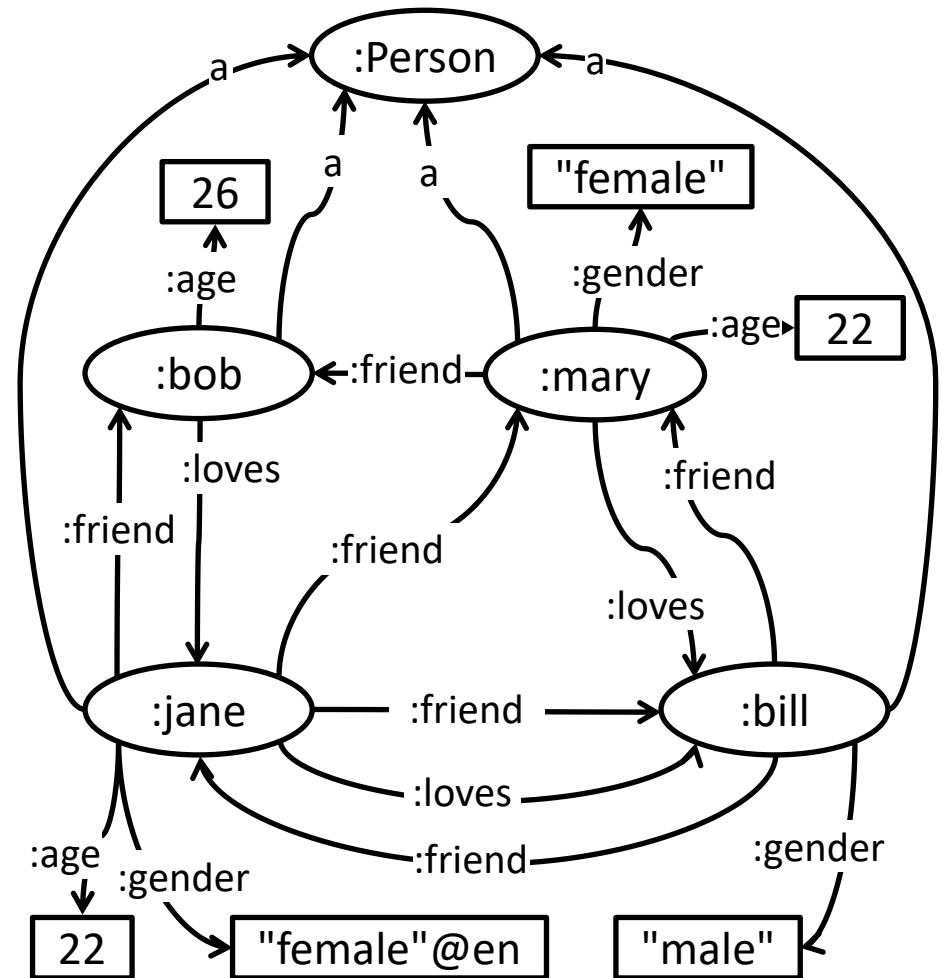 :Person
a
a
a
a
26
"female"
:age
:gender
:age
22
:bob
:friend
:mary
:loves
:friend
:friend
:friend
:loves
:jane
:friend
:bill
:loves
:friend
:age
:gender
:gender
22
"female"@en
"male"